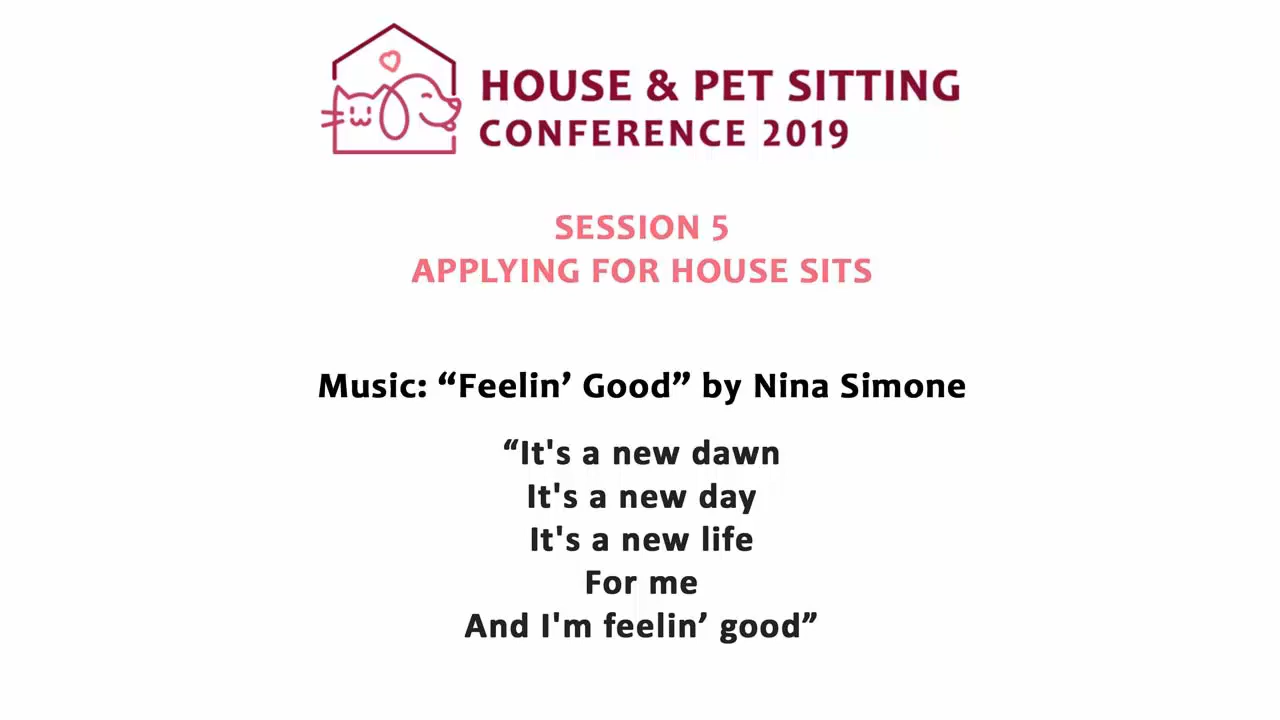 HOUSE & PET SITTING
CONFERENCE 2019
SESSION 5
APPLYING FOR HOUSE SITS
Music: “Feelin’ Good” by Nina Simone
“It's a new dawn
It's a new day
It's a new life
For me
And I'm feelin’ good”